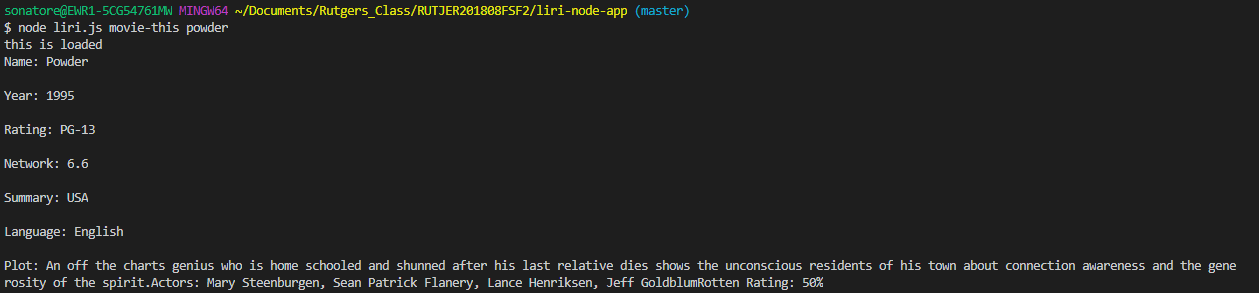 sonatore@EWR1-5CG54761MW MINGW64 ~/Documents/Rutgers_Class/RUTJER201808FSF2/liri-node-app (master)
$ node liri.js movie-this powder
this is loaded
Name: Powder
Year: 1995
Rating: PG-13
Network: 6.6
Summary: USA
Language: English
Plot: An off the charts genius who is home schooled and shunned after his last relative dies shows the unconscious residents of his town about connection awareness and the gene
rosity of the spirit.Actors: Mary Steenburgen, Sean Patrick Flanery, Lance Henriksen, Jeff GoldblumRotten Rating: 50%